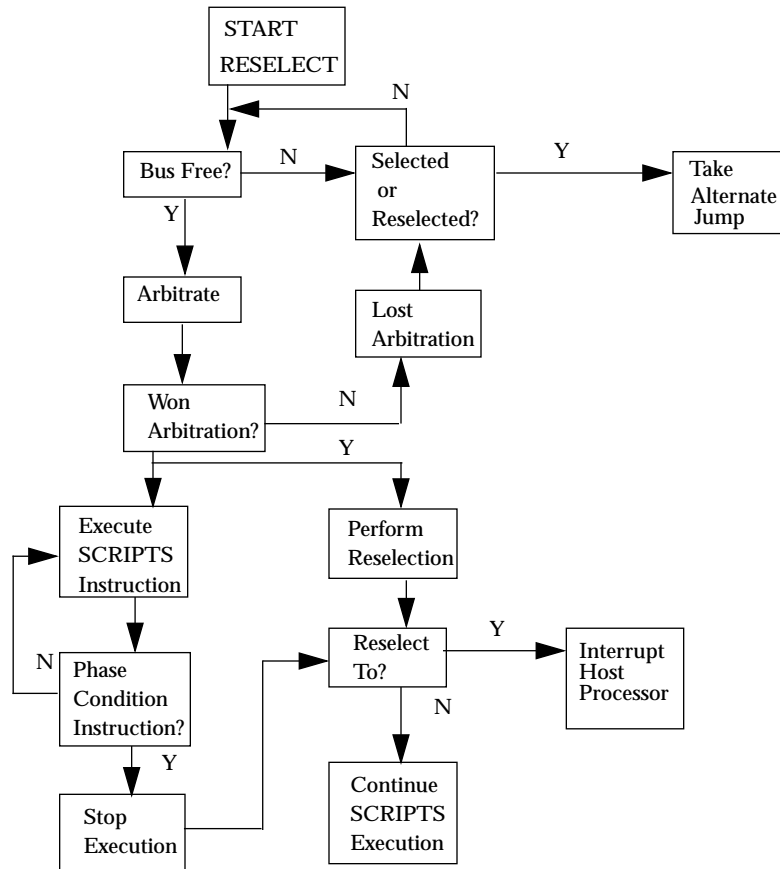 START
RESELECT
N
Bus Free?
N
Selected
or
Reselected?
Y
Take
Alternate
Jump
Y
Arbitrate
Lost
Arbitration
Won
Arbitration?
N
Y
Execute
SCRIPTS
Instruction
Perform
Reselection
N
Phase
Condition
Instruction?
Reselect
To?
Y
Interrupt
Host
Processor
N
Y
Stop
Execution
Continue
SCRIPTS
Execution